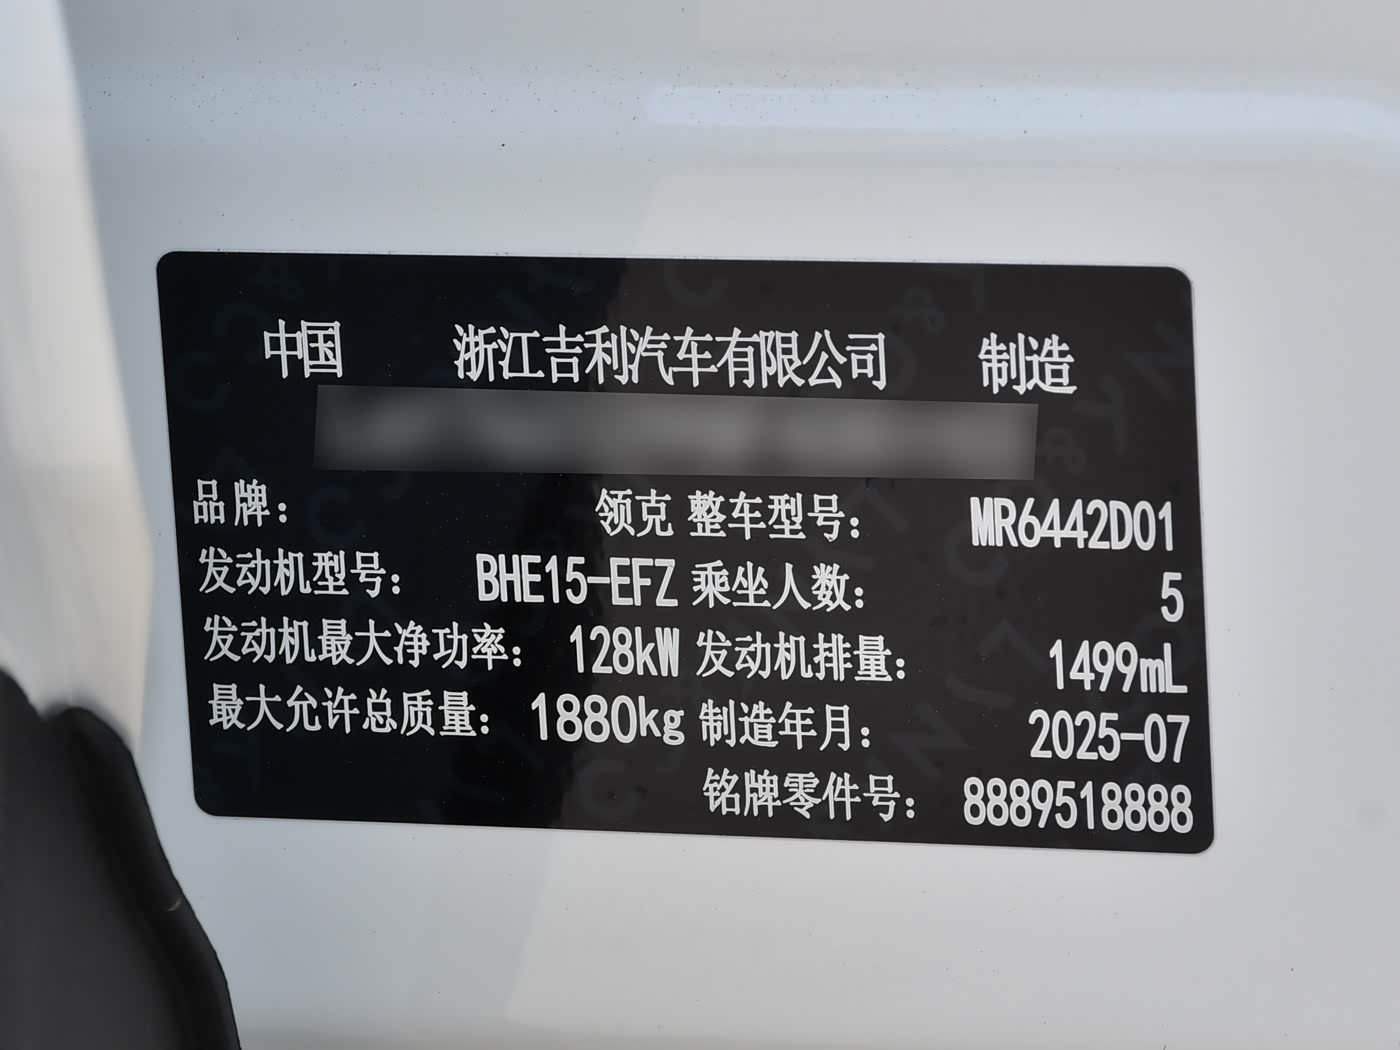 中国 浙江吉利汽车有限公司 制造
品牌： 领克 整车型号： MR6442D01
发动机型号： BHE15-EFZ 乘坐人数： 5
发动机最大净功率： 128kW 发动机排量： 1499mL
最大允许总质量： 1880kg 制造年月： 2025-07
铭牌零件号： 8889518888